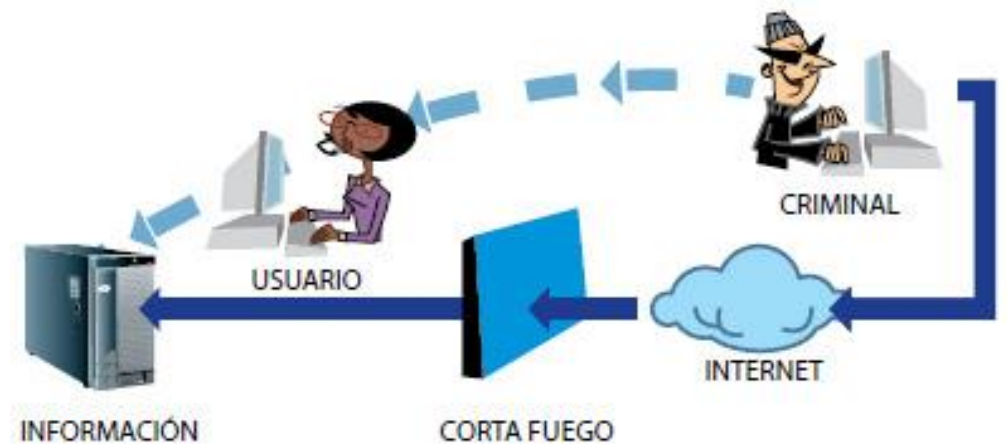 CRIMINAL
USUARIO
INTERNET
INFORMACIÓN
CORTA FUEGO